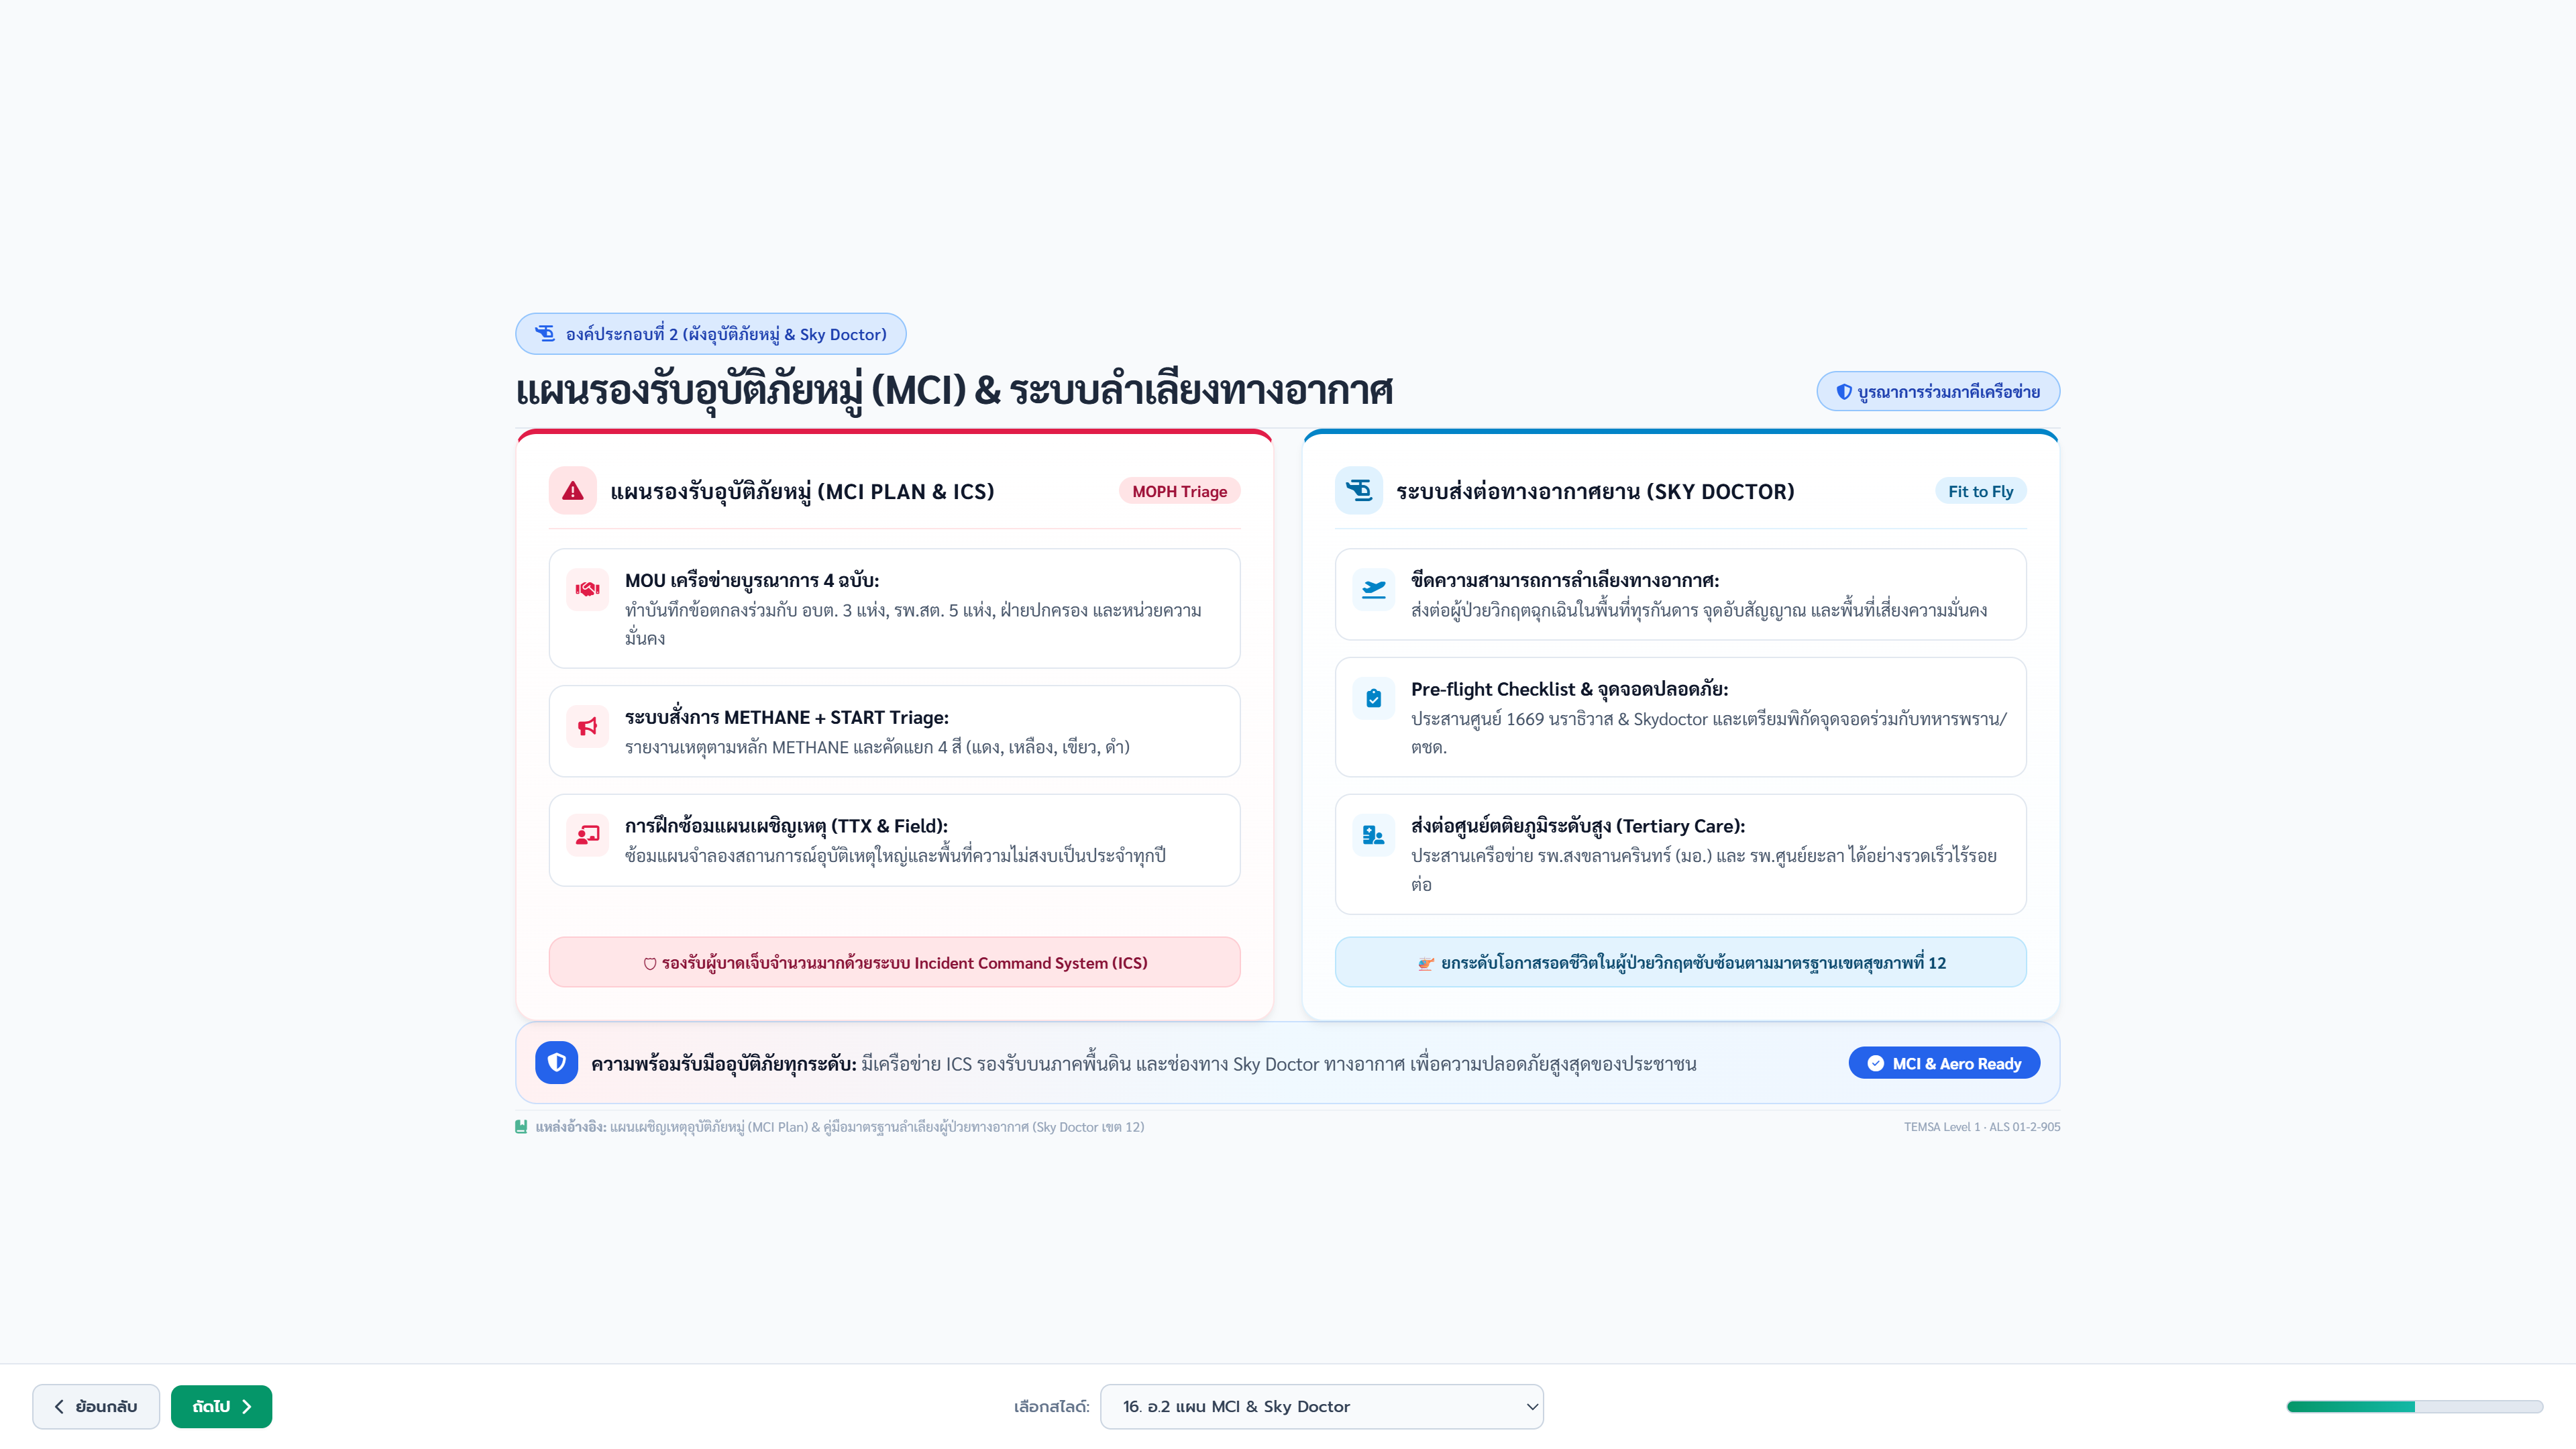 องค์ประกอบที่ 2 (ผังอุบัติภัยหมู่ & Sky Doctor)
แผนรองรับอุบัติภัยหมู่ (MCI) & ระบบลำเลียงทางอากาศ
บูรณาการร่วมภาคีเครือข่าย
แผนรองรับอุบัติภัยหมู่ (MCI PLAN & ICS)
MOPH Triage
MOU เครือข่ายบูรณาการ 4 ฉบับ:
ทำบันทึกข้อตกลงร่วมกับ อบต. 3 แห่ง, รพ.สต. 5 แห่ง, ฝ่ายปกครอง และหน่วยความ
มั่นคง
ระบบสั่งการ METHANE + START Triage:
รายงานเหตุตามหลัก METHANE และคัดแยก 4 สี (แดง, เหลือง, เขียว, ดำ)
การฝึกซ้อมแผนเผชิญเหตุ (TTX & Field):
ซ้อมแผนจำลองสถานการณ์อุบัติเหตุใหญ่และพื้นที่ความไม่สงบเป็นประจำทุกปี
รองรับผู้บาดเจ็บจำนวนมากด้วยระบบ Incident Command System (ICS)
ระบบส่งต่อทางอากาศยาน (SKY DOCTOR)
Fit to Fly
ขีดความสามารถการลำเลียงทางอากาศ:
ส่งต่อผู้ป่วยวิกฤตฉุกเฉินในพื้นที่ทุรกันดาร จุดอับสัญญาณ และพื้นที่เสี่ยงความมั่นคง
Pre-flight Checklist & จุดจอดปลอดภัย:
ประสานศูนย์ 1669 นราธิวาส & Skydoctor และเตรียมพิกัดจุดจอดร่วมกับทหารพราน/
ตชด.
ส่งต่อศูนย์ตติยภูมิระดับสูง (Tertiary Care):
ประสานเครือข่าย รพ.สงขลานครินทร์ (มอ.) และ รพ.ศูนย์ยะลา ได้อย่างรวดเร็วไร้รอย
ต่อ
ยกระดับโอกาสรอดชีวิตในผู้ป่วยวิกฤตซับซ้อนตามมาตรฐานเขตสุขภาพที่ 12
ความพร้อมรับมืออุบัติภัยทุกระดับ: มีเครือข่าย ICS รองรับบนภาคพื้นดิน และช่องทาง Sky Doctor ทางอากาศ เพื่อความปลอดภัยสูงสุดของประชาชน
MCI & Aero Ready
แหล่งอ้างอิง: แผนเผชิญเหตุอุบัติภัยหมู่ (MCI Plan) & คู่มือมาตรฐานลำเลียงผู้ป่วยทางอากาศ (Sky Doctor เขต 12)
TEMSA Level 1 · ALS 01-2-905
ย้อนกลับ
ถัดไป
เลือกสไลด์:
16. อ.2 แผน MCI & Sky Doctor